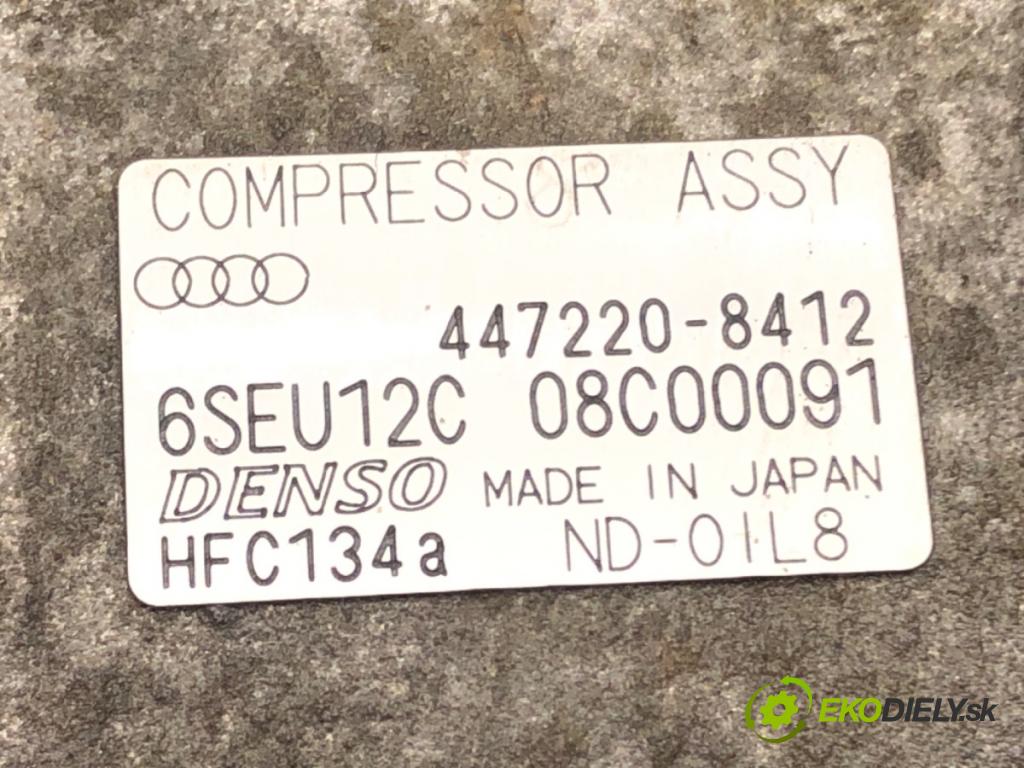 COMPRESSOR ASSY
447220-8412
6SEU12C 08C00091
DENSO MADE IN JAPAN
HFC134a ND-OIL8
EKODIELY.sk